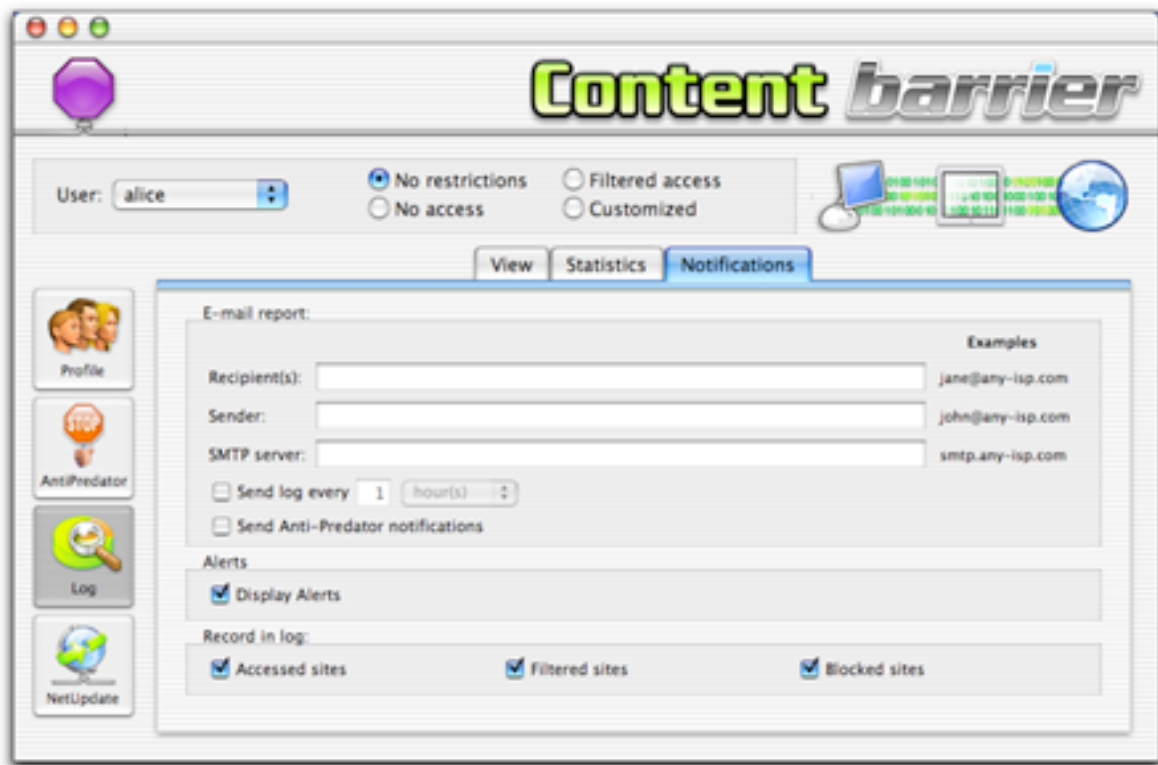 Content barrier
User: alice
No restrictions
Filtered access
No access
Customized
View
Statistics
Notifications
Profile
STOP
AntiPredator
Log
NetUpdate
E-mail report:
Examples
Recipient(s):
jane@any-isp.com
Sender:
john@any-isp.com
SMTP server:
smtp.any-isp.com
Send log every 1 hour(s)
Send Anti-Predator notifications
Alerts
Display Alerts
Record in log:
Accessed sites
Filtered sites
Blocked sites